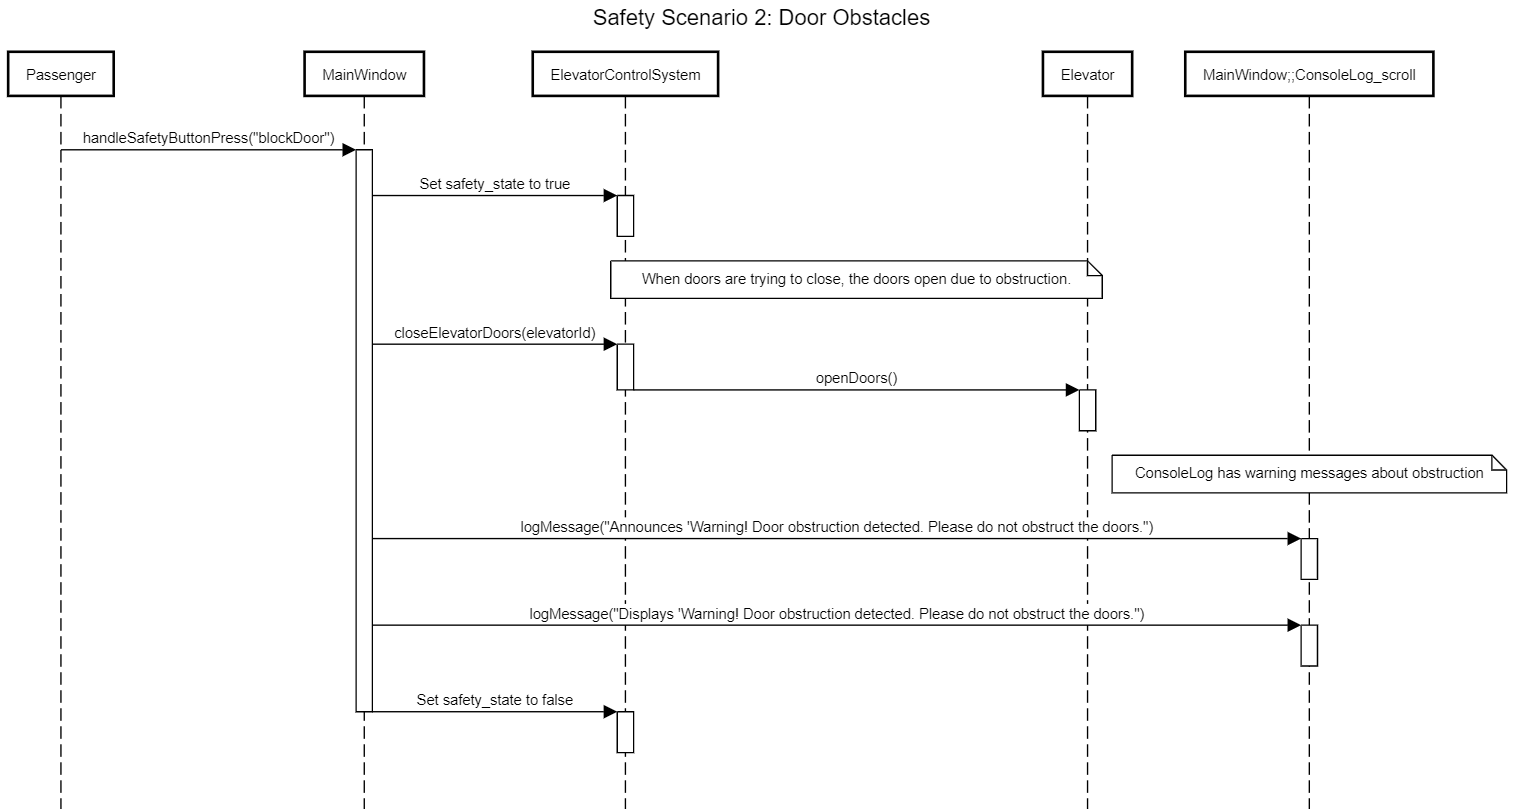 Safety Scenario 2: Door Obstacles
Passenger
MainWindow
ElevatorControlSystem
Elevator
MainWindow;;ConsoleLog_scroll
handleSafetyButtonPress("blockDoor")
Set safety_state to true
When doors are trying to close, the doors open due to obstruction.
closeElevatorDoors(elevatorId)
openDoors()
ConsoleLog has warning messages about obstruction
logMessage("Announces 'Warning! Door obstruction detected. Please do not obstruct the doors.")
logMessage("Displays 'Warning! Door obstruction detected. Please do not obstruct the doors.")
Set safety_state to false